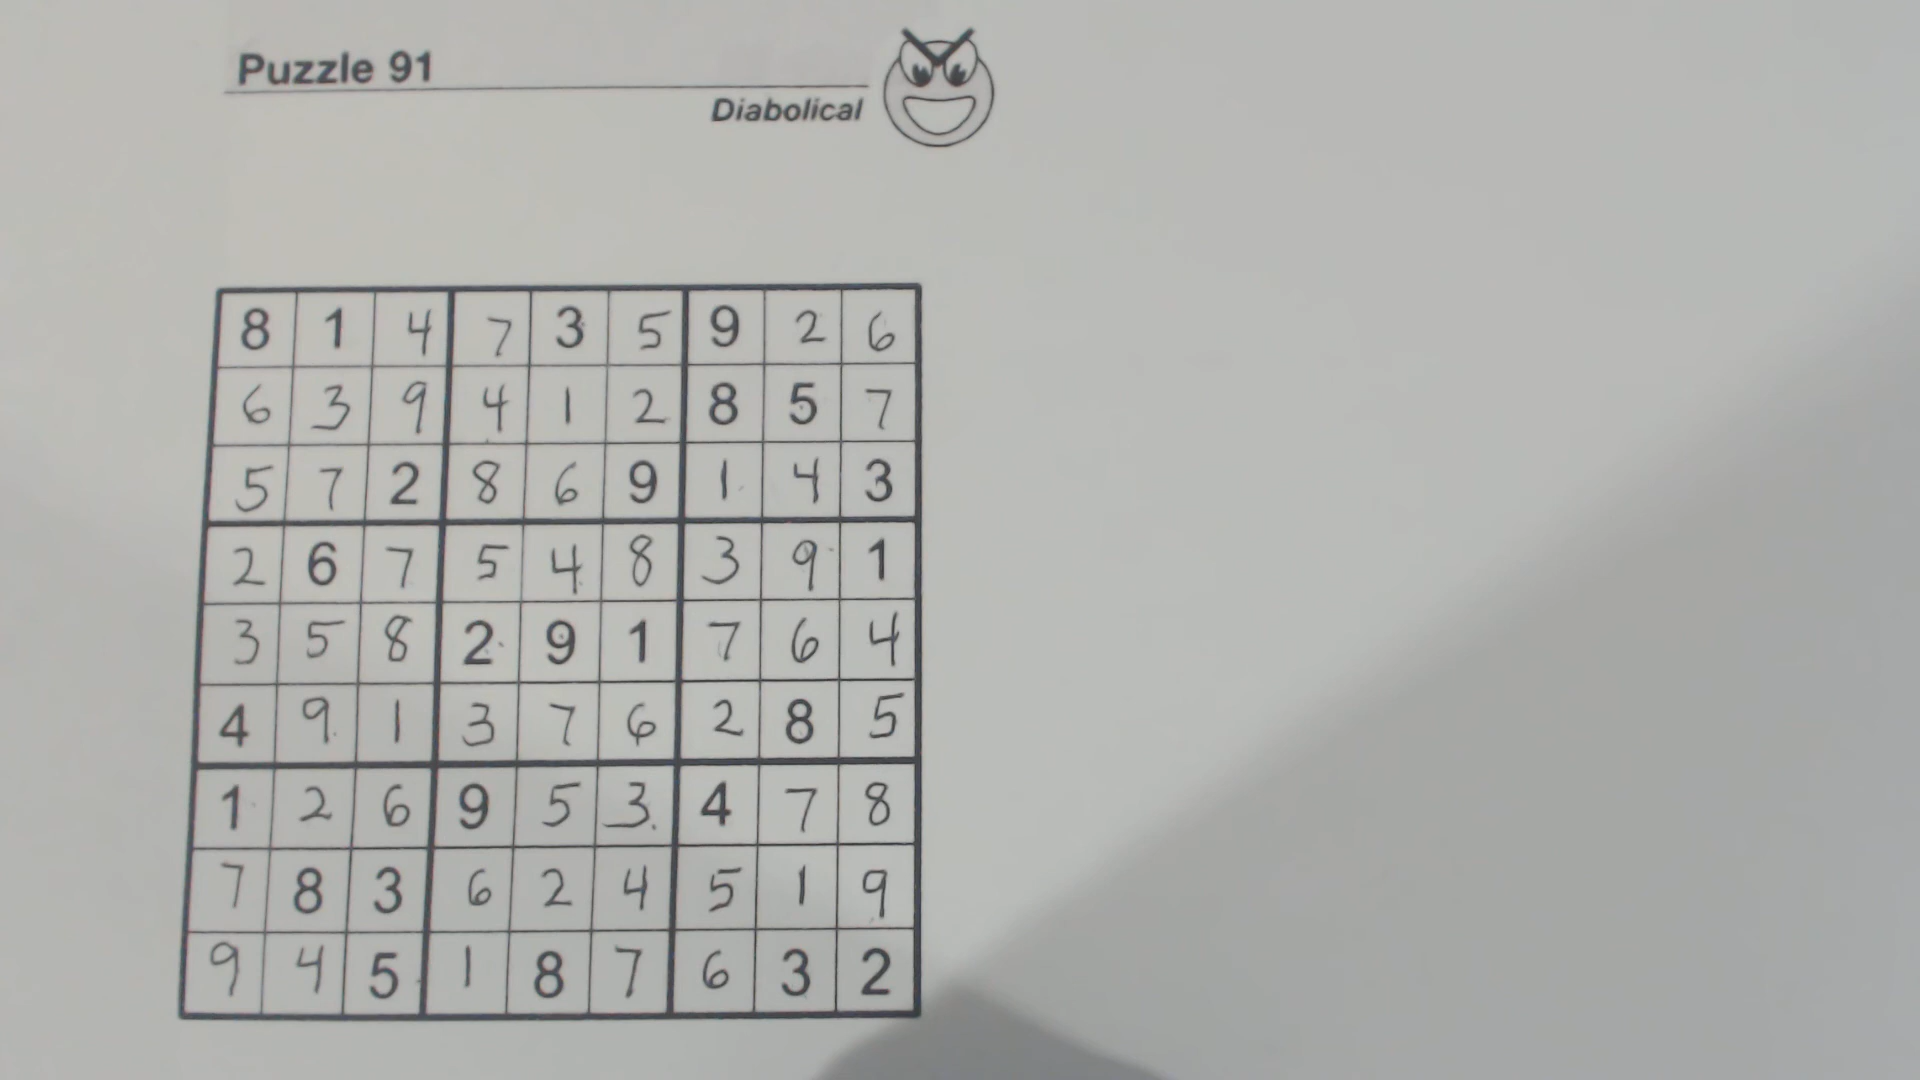 Puzzle 91
Diabolical
8 1 4 7 3 5 9 2 6
6 3 9 4 1 2 8 5 7
5 7 2 8 6 9 1 4 3
2 6 7 5 4 8 3 9 1
3 5 8 2 9 1 7 6 4
4 9 1 3 7 6 2 8 5
1 2 6 9 5 3 4 7 8
7 8 3 6 2 4 5 1 9
9 4 5 1 8 7 6 3 2